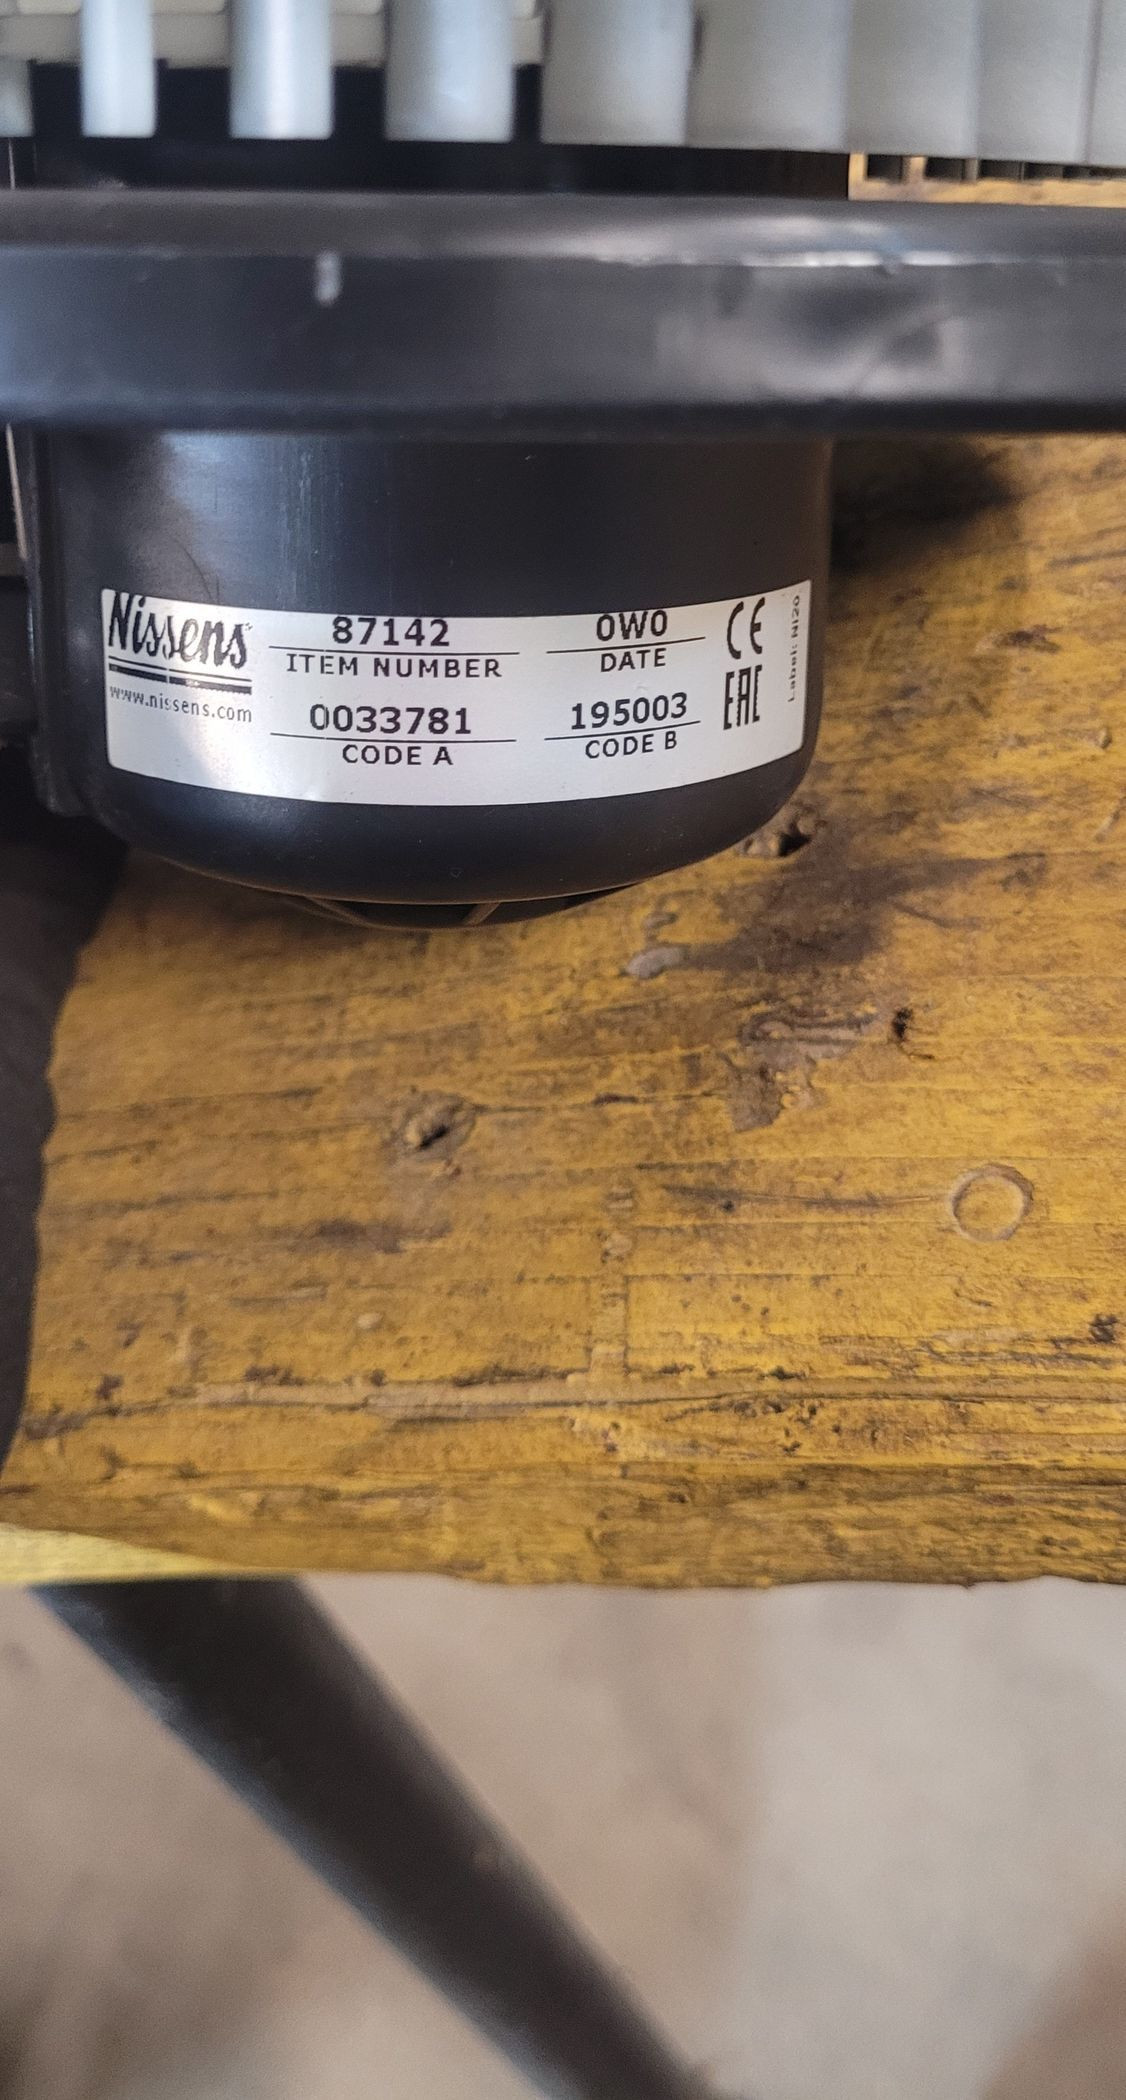 Nissens
www.nissens.com
87142
ITEM NUMBER
0033781
CODE A
0W0
DATE
195003
CODE B
CE
EAC
Label: NI20